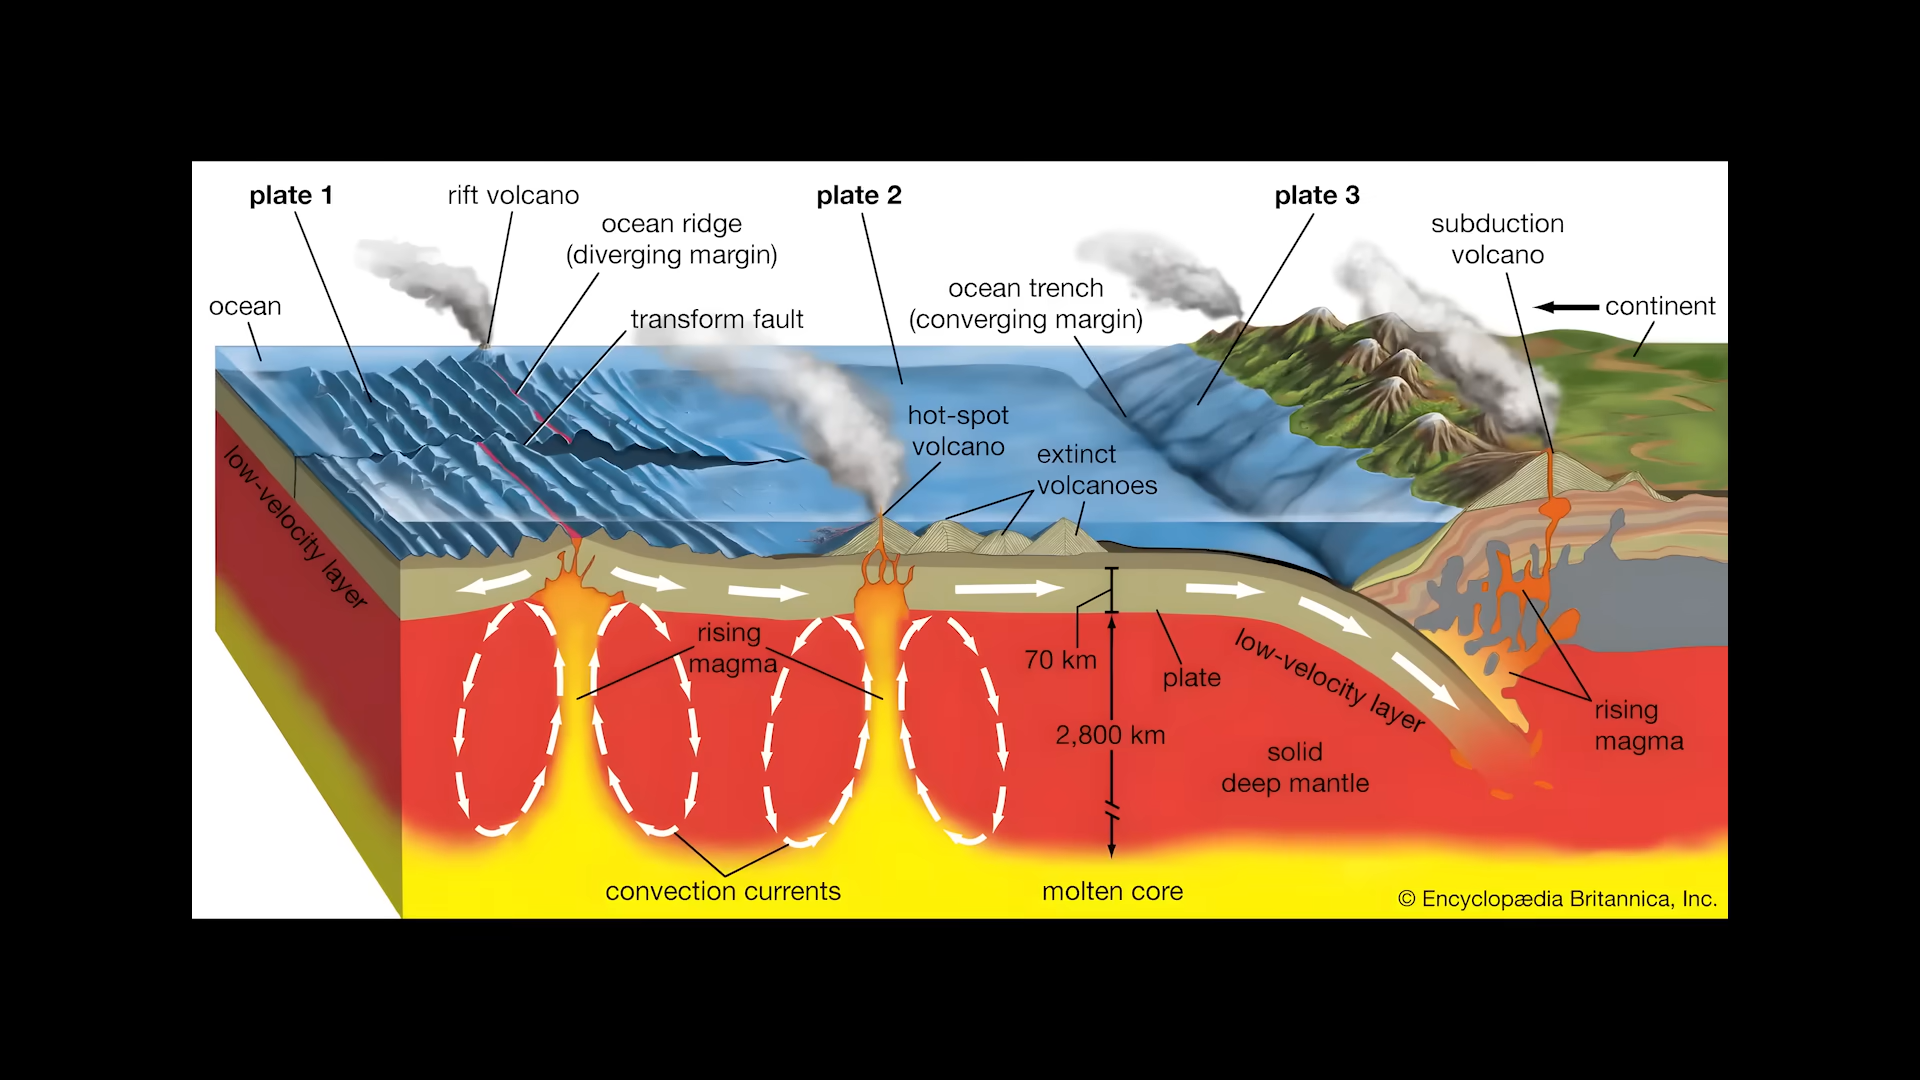 plate 1
rift volcano
plate 2
plate 3
ocean ridge
(diverging margin)
subduction
volcano
ocean
transform fault
ocean trench
(converging margin)
continent
hot-spot
volcano
extinct
volcanoes
low-velocity layer
rising
magma
70 km
plate
low-velocity layer
2,800 km
solid
deep mantle
rising
magma
convection currents
molten core
© Encyclopædia Britannica, Inc.